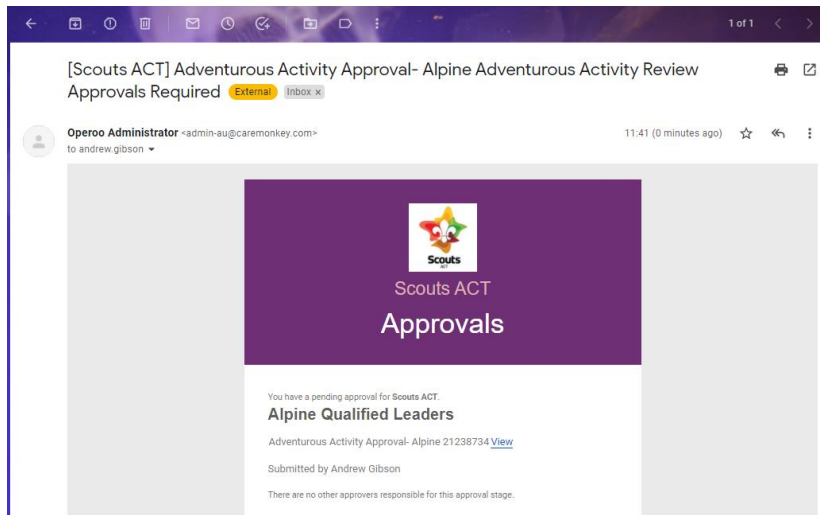 1 of 1
[Scouts ACT] Adventurous Activity Approval- Alpine Adventurous Activity Review
Approvals Required External Inbox x
Operoo Administrator <admin-au@caremonkey.com>
11:41 (0 minutes ago)
to andrew.gibson
Scouts
ACT
Scouts ACT
Approvals
You have a pending approval for Scouts ACT.
Alpine Qualified Leaders
Adventurous Activity Approval- Alpine 21238734 View
Submitted by Andrew Gibson
There are no other approvers responsible for this approval stage.